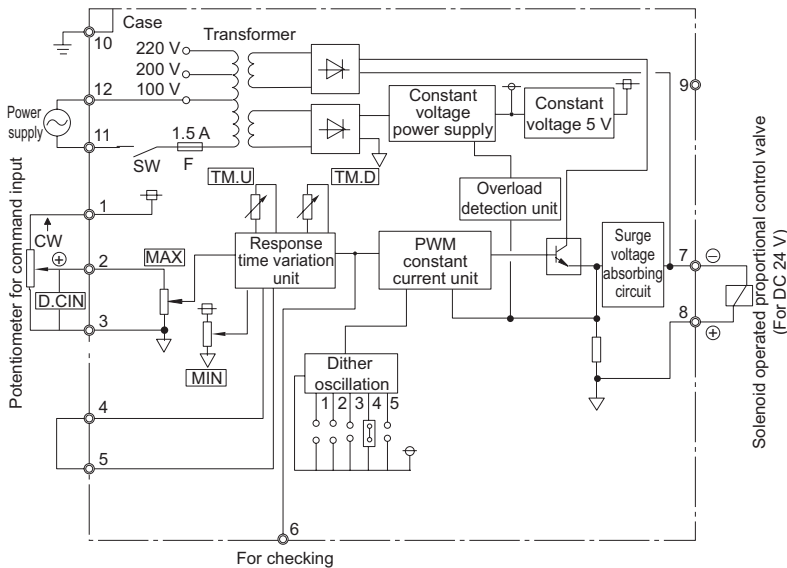 Case
10
Transformer
220 V
200 V
100 V
12
Power
supply
11
SW
1.5 A
F
Constant
voltage
power supply
Constant
voltage 5 V
9
TM.U
TM.D
Overload
detection unit
1
CW
2
⊕
MAX
D.CIN
3
Potentiometer for command input
Response
time variation
unit
PWM
constant
current unit
Surge
voltage
absorbing
circuit
7
⊖
8
⊕
Solenoid operated proportional control valve
(For DC 24 V)
MIN
Dither
oscillation
1 2 3 4 5
4
5
6
For checking